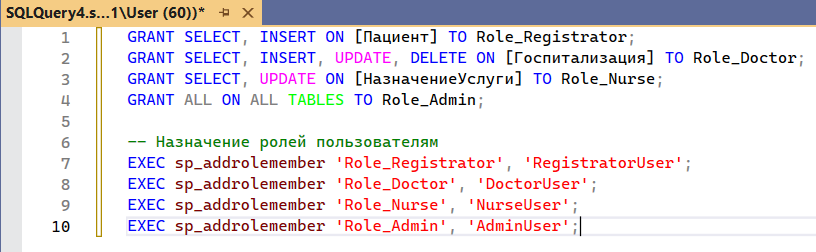 SQLQuery4.s...1\User (60))*
1 GRANT SELECT, INSERT ON [Пациент] TO Role_Registrator;
2 GRANT SELECT, INSERT, UPDATE, DELETE ON [Госпитализация] TO Role_Doctor;
3 GRANT SELECT, UPDATE ON [НазначениеУслуги] TO Role_Nurse;
4 GRANT ALL ON ALL TABLES TO Role_Admin;
5
6 -- Назначение ролей пользователям
7 EXEC sp_addrolemember 'Role_Registrator', 'RegistratorUser';
8 EXEC sp_addrolemember 'Role_Doctor', 'DoctorUser';
9 EXEC sp_addrolemember 'Role_Nurse', 'NurseUser';
10 EXEC sp_addrolemember 'Role_Admin', 'AdminUser';